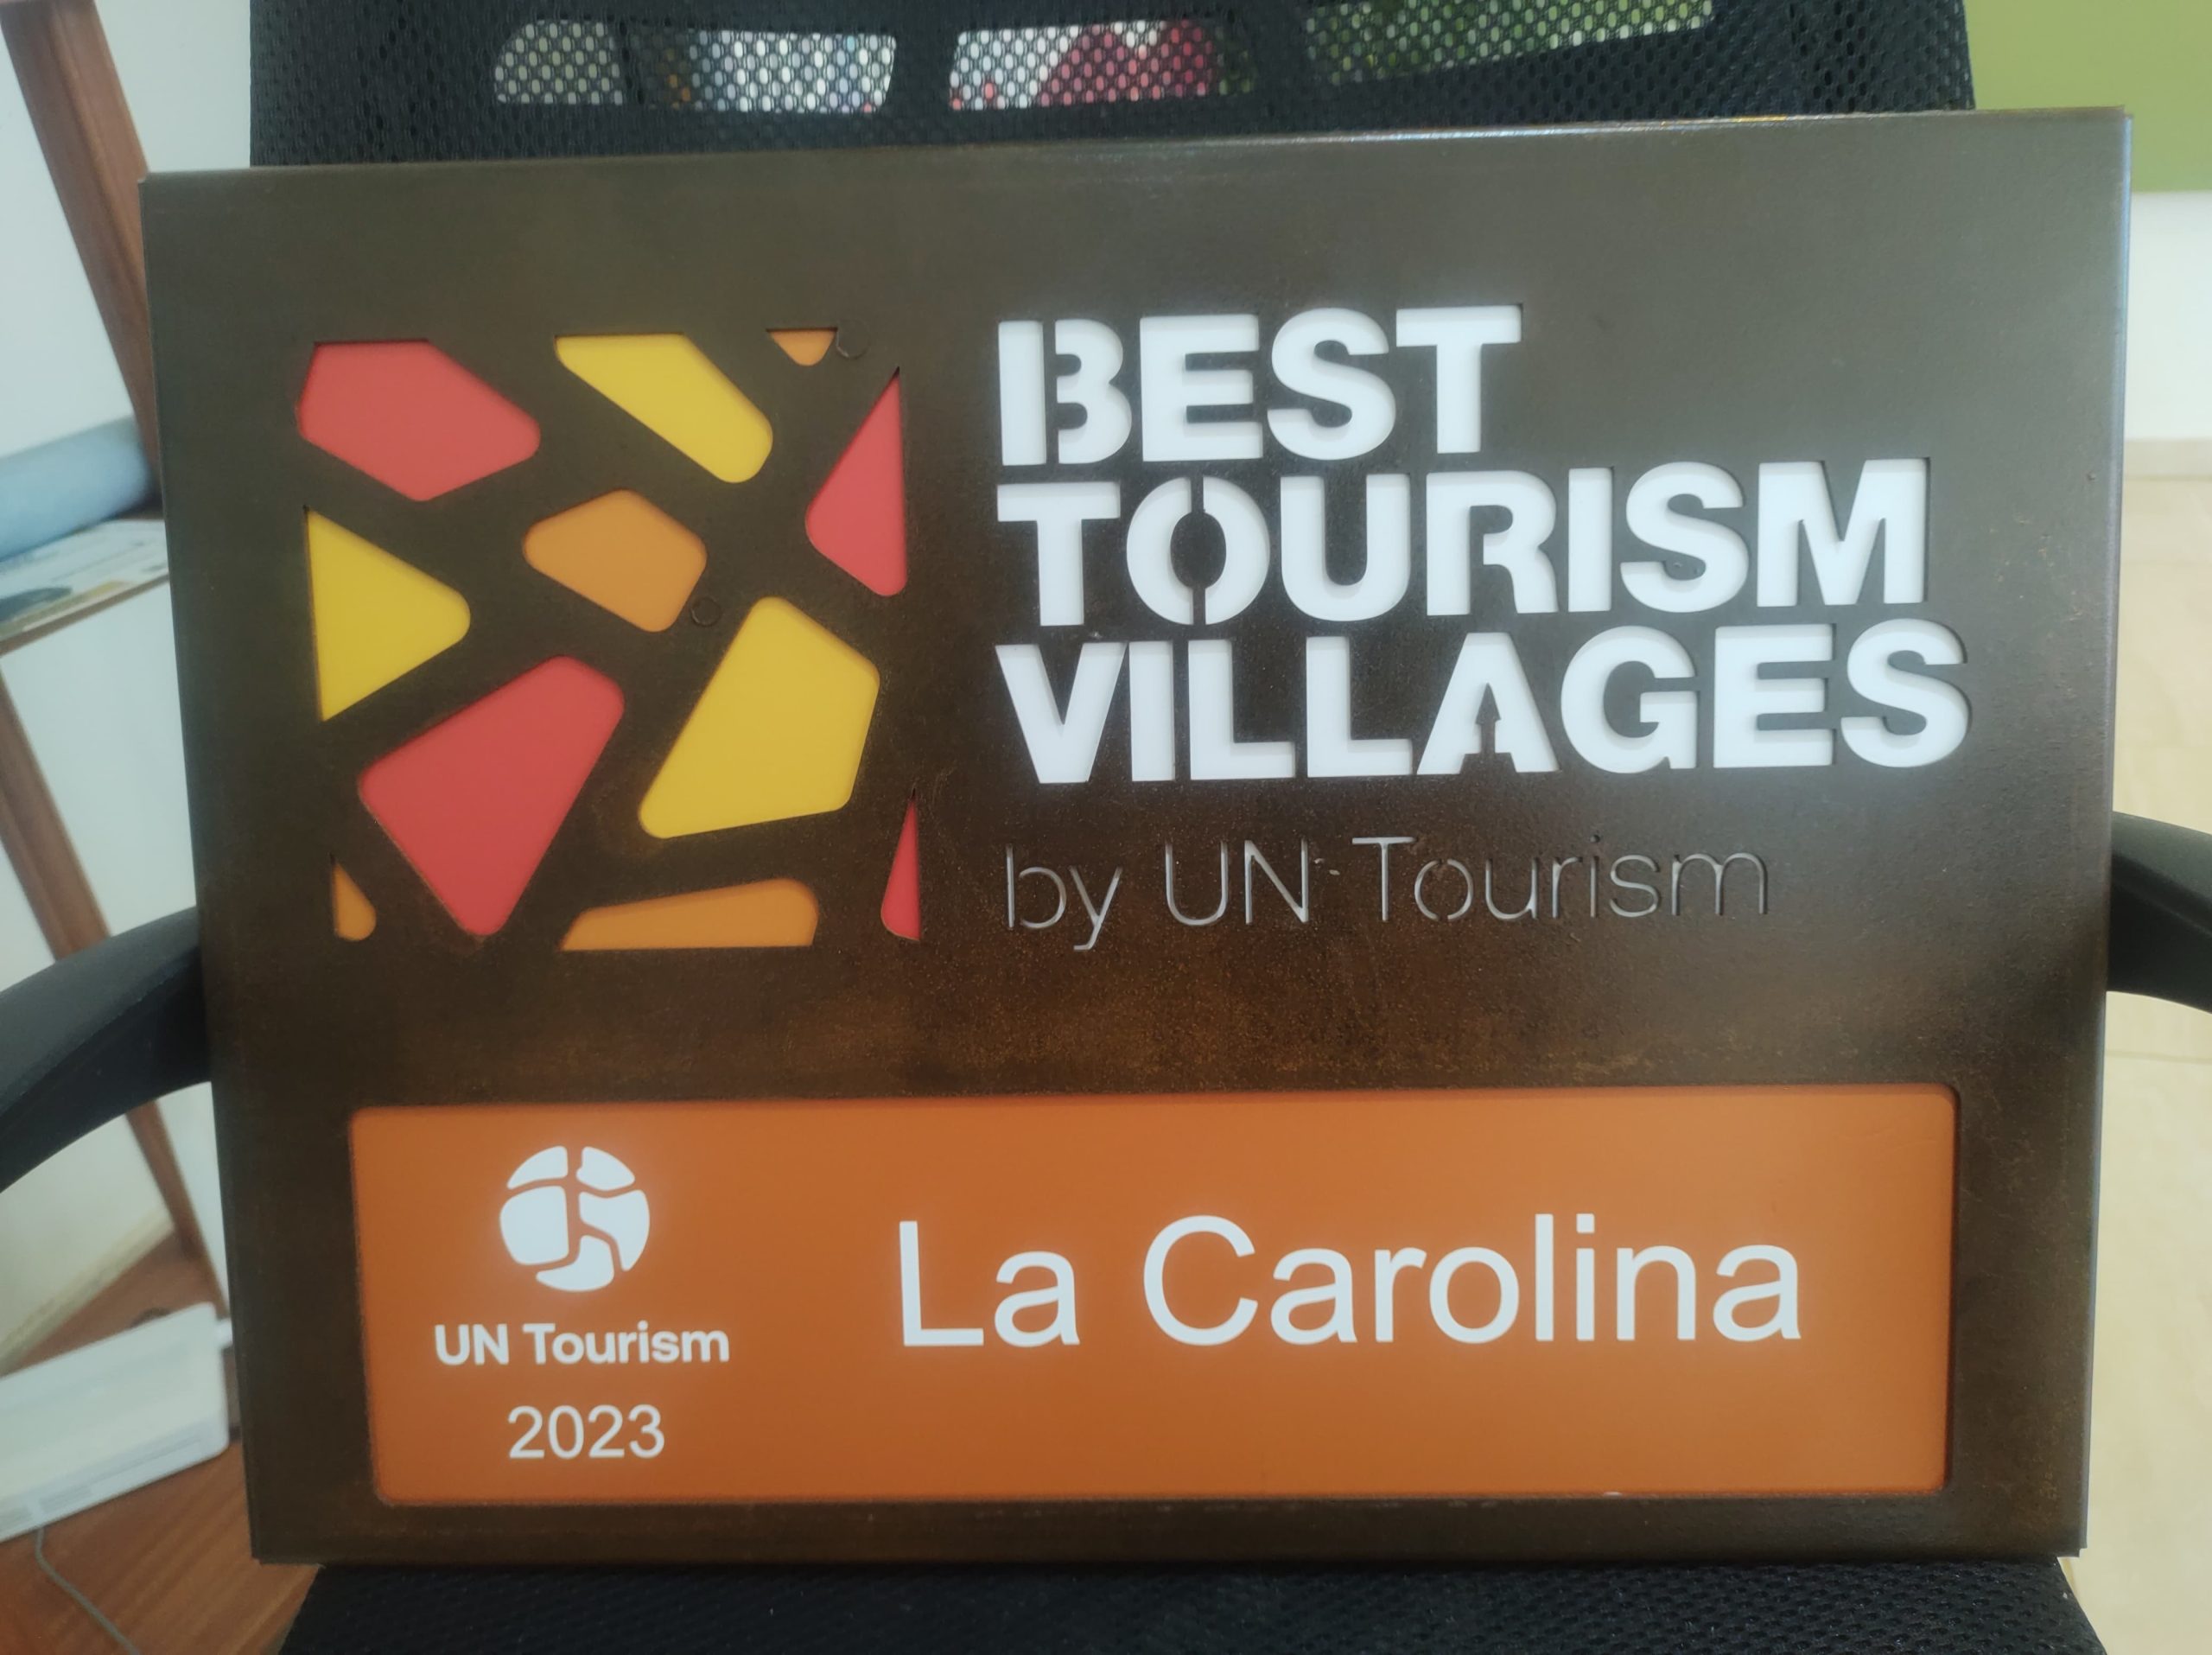 BEST
TOURISM
VILLAGES
by UN Tourism
UN Tourism
2023
La Carolina